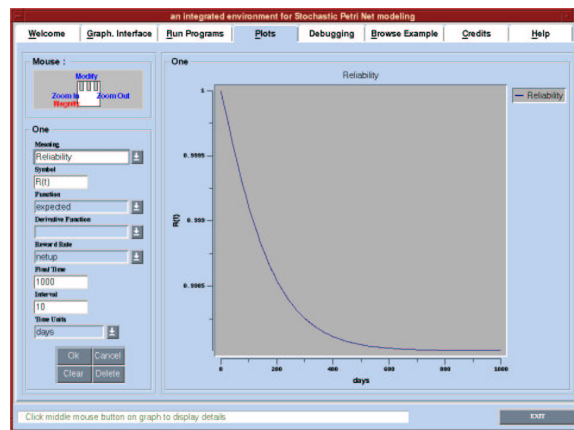 an integrated environment for Stochastic Petri Net modeling
Welcome Graph. Interface Run Programs Plots Debugging Browse Example Credits Help
Mouse :
Modify
Zoom In Zoom Out
Magnify
One
Meaning
Reliability
Symbol
R(t)
Function
expected
Derivative Function
Reward Rate
netup
Final Time
1000
Interval
10
Time Units
days
Ok Cancel
Clear Delete
One
Reliability
Reliability
1
0.9995
0.999
0.9985
R(t)
0 200 400 600 800 1000
days
Click middle mouse button on graph to display details
EXIT